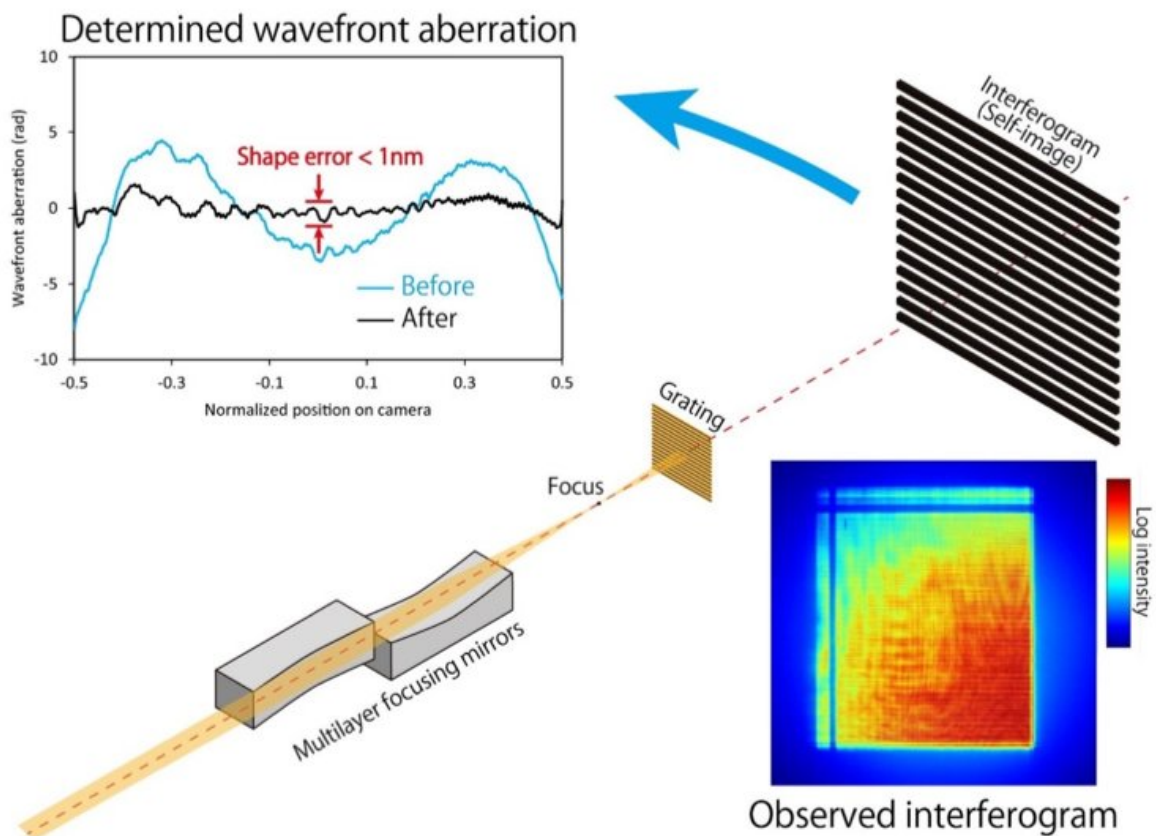 Determined wavefront aberration
10
5
0
-5
-10
Wavefront aberration (rad)
Shape error < 1nm
Before
After
-0.5
-0.3
-0.1
0.1
0.3
0.5
Normalized position on camera
Interferogram
(Self-image)
Grating
Focus
Multilayer focusing mirrors
Log intensity
Observed interferogram